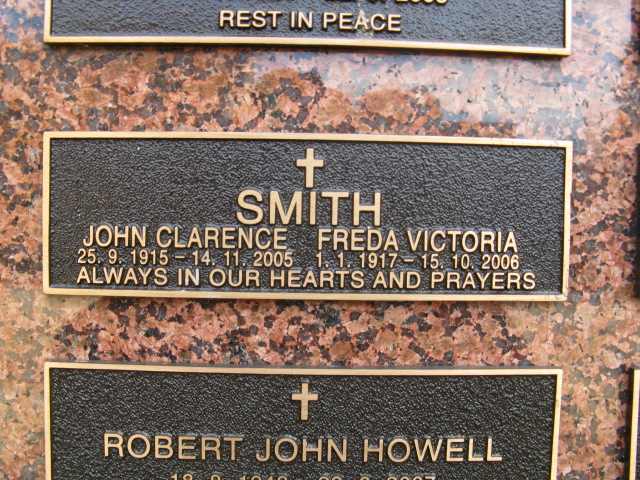 REST IN PEACE
SMITH
JOHN CLARENCE FREDA VICTORIA
25. 9. 1915 – 14. 11. 2005 1. 1. 1917 – 15. 10. 2006
ALWAYS IN OUR HEARTS AND PRAYERS
ROBERT JOHN HOWELL